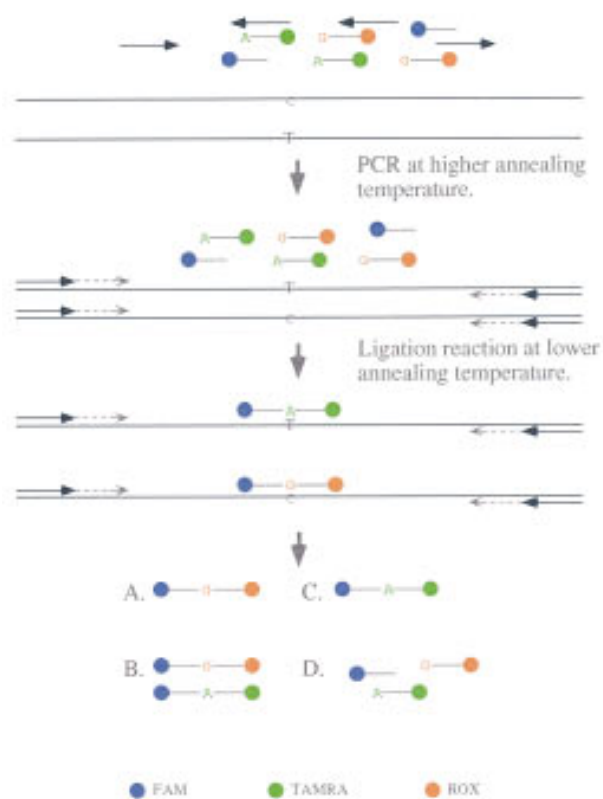 A G
A G
C
T
PCR at higher annealing
temperature.
A G
A G
T
C
Ligation reaction at lower
annealing temperature.
A
T
G
C
A. G C. A
B. G D. G
A A
FAM TAMRA ROX